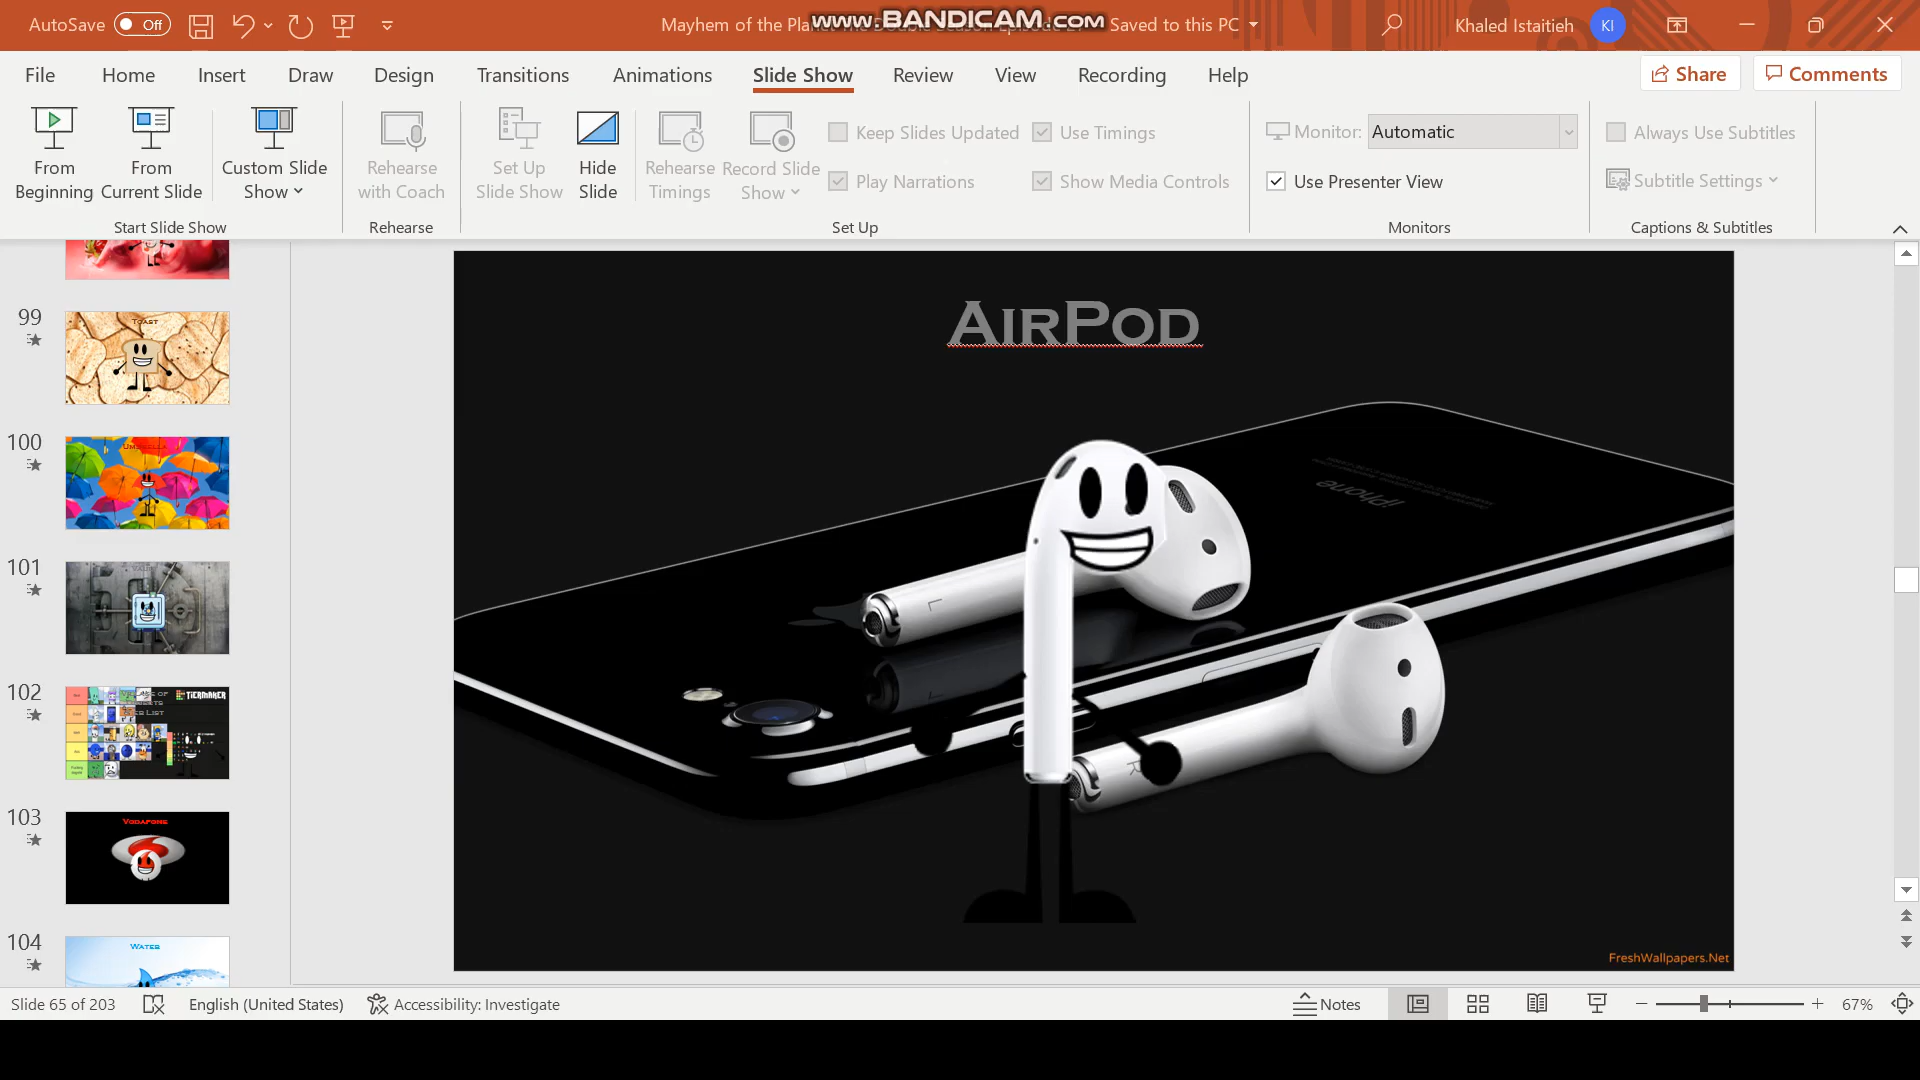 AutoSave Off
Mayhem of the Pla
www.BANDICAM.com
Saved to this PC
Khaled Istaitieh
KI
File Home Insert Draw Design Transitions Animations Slide Show Review View Recording Help
Share Comments
From Beginning
From Current Slide
Custom Slide Show
Start Slide Show
Rehearse with Coach
Rehearse
Set Up Slide Show
Hide Slide
Rehearse Timings
Record Slide Show
Keep Slides Updated
Use Timings
Play Narrations
Show Media Controls
Set Up
Monitor: Automatic
Use Presenter View
Monitors
Always Use Subtitles
Subtitle Settings
Captions & Subtitles
99
Toast
100
Umbrella
101
102
TierMaker
103
Vodafone
104
Water
AirPod
iPhone
L
R
FreshWallpapers.Net
Slide 65 of 203
English (United States)
Accessibility: Investigate
Notes
67%